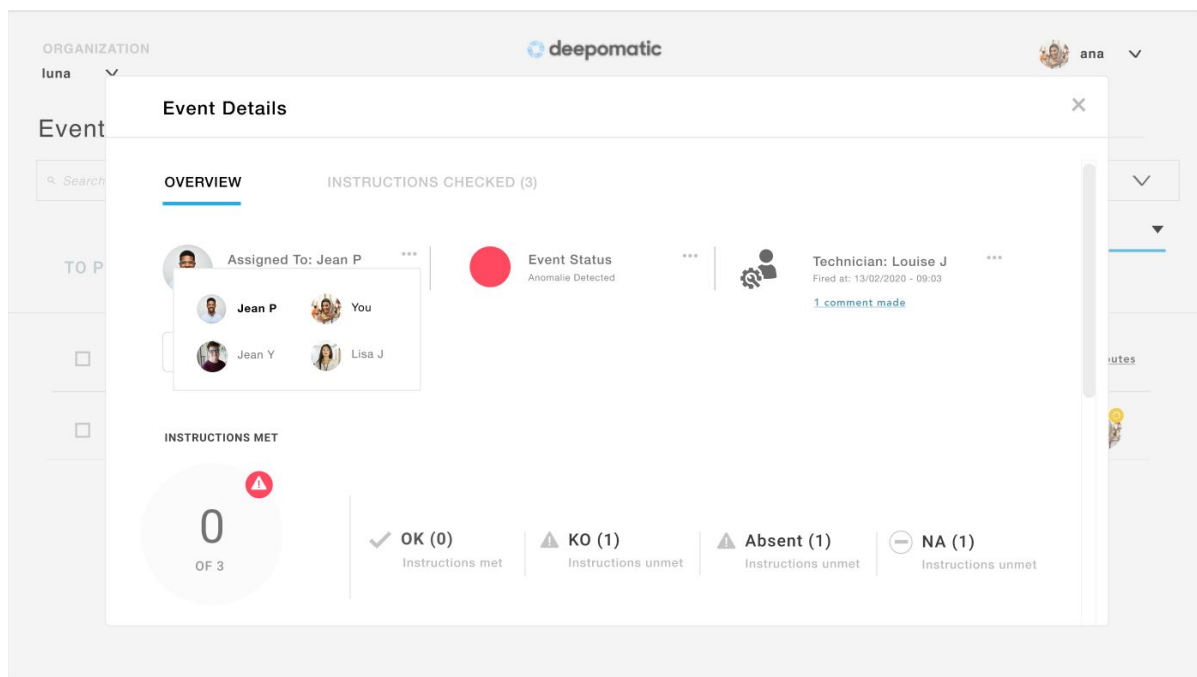 ORGANIZATION
deepomatic
ana
luna
Event Details
Event
Search
OVERVIEW
INSTRUCTIONS CHECKED (3)
TO P
Assigned To: Jean P
Event Status
Anomalie Detected
Technician: Louise J
Fired at: 13/02/2020 - 09:03
1 comment made
Jean P
You
Jean Y
Lisa J
INSTRUCTIONS MET
0
OF 3
OK (0)
Instructions met
KO (1)
Instructions unmet
Absent (1)
Instructions unmet
NA (1)
Instructions unmet